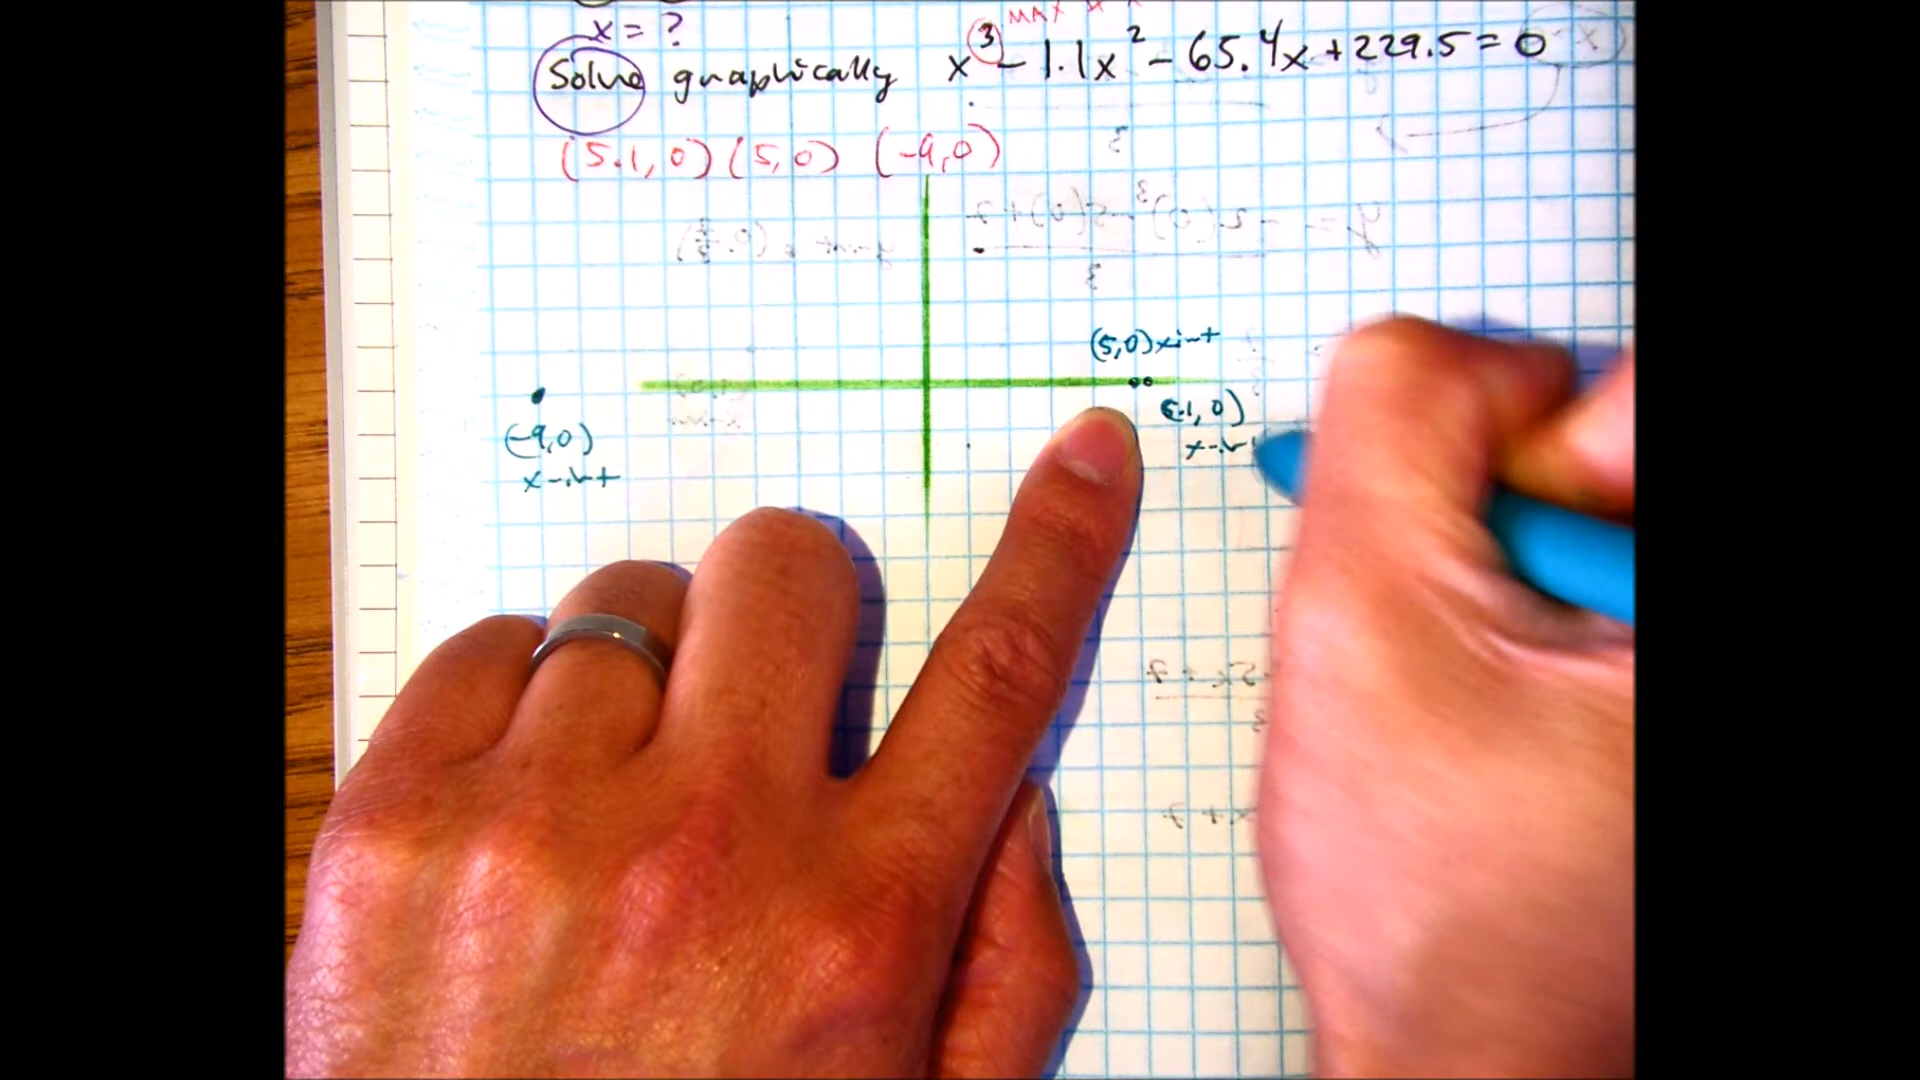 MAX #
x = ?
Solve graphically x³ - 1.1x² - 65.4x + 229.5 = 0
(5.1, 0) (5, 0) (-9, 0)
(5, 0) x int
(5.1, 0)
x-int
(-9, 0)
x-int